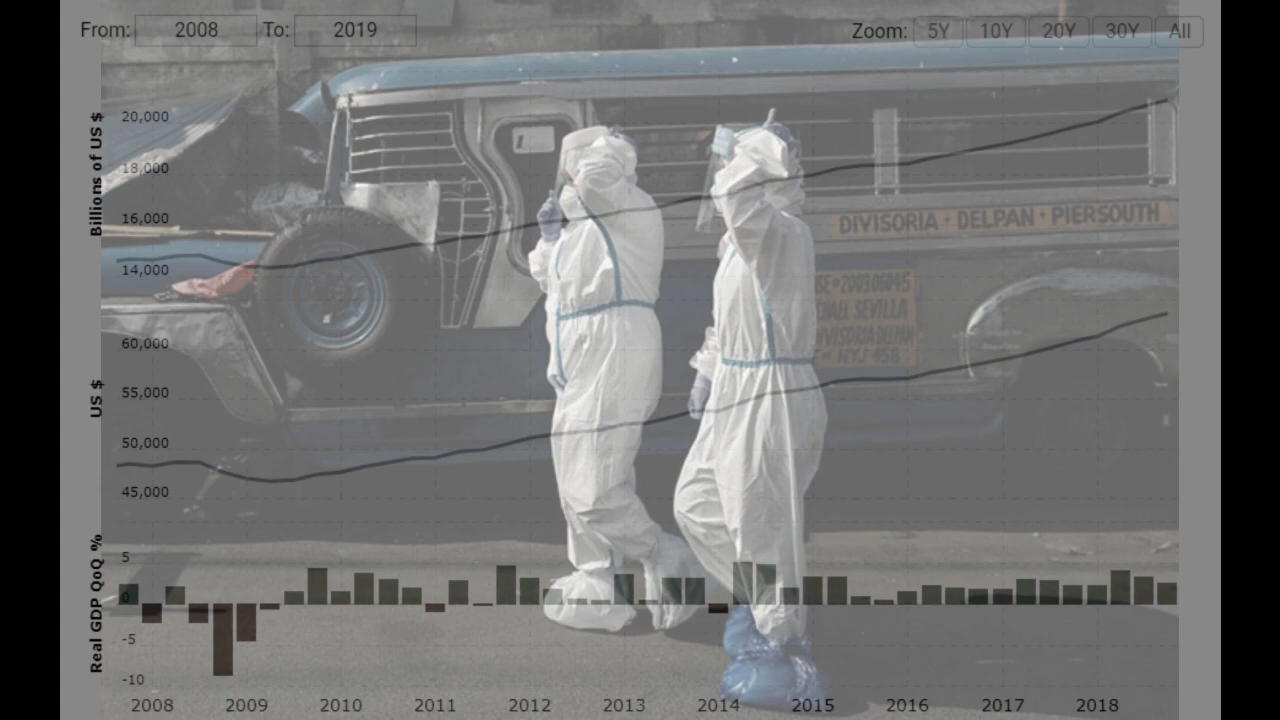 From: 2008 To: 2019 Zoom: 5Y 10Y 20Y 30Y All
Billions of US $
20,000
18,000
16,000
14,000
US $
60,000
55,000
50,000
45,000
Real GDP QoQ %
5
0
-5
-10
2008 2009 2010 2011 2012 2013 2014 2015 2016 2017 2018
DIVISORIA DELPAN PIERSOUTH
SEVILLA